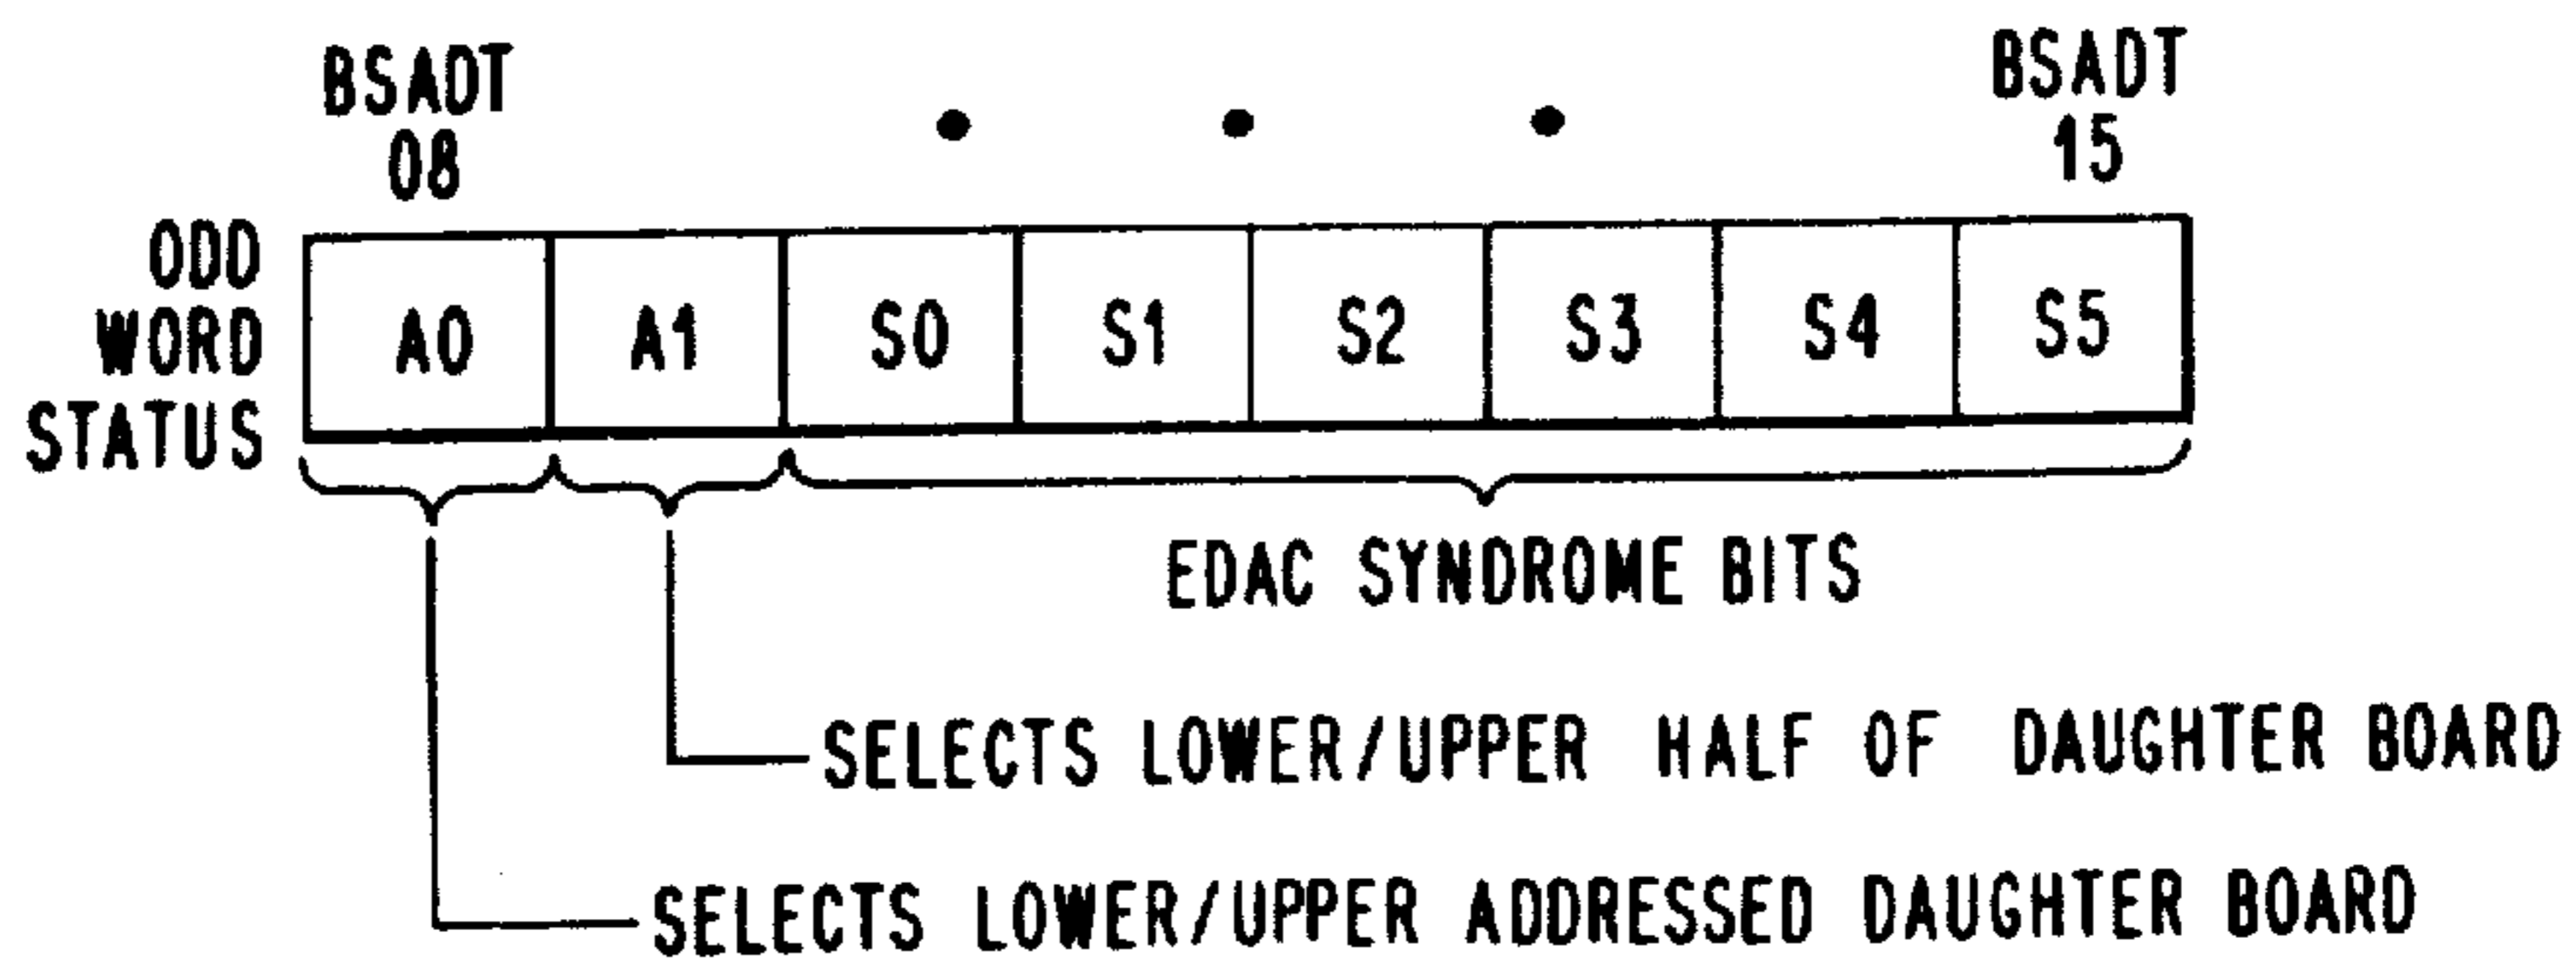 BSADT BSADT
08 15
ODD
WORD
STATUS
A0 A1 S0 S1 S2 S3 S4 S5
EDAC SYNDROME BITS
SELECTS LOWER/UPPER HALF OF DAUGHTER BOARD
SELECTS LOWER/UPPER ADDRESSED DAUGHTER BOARD